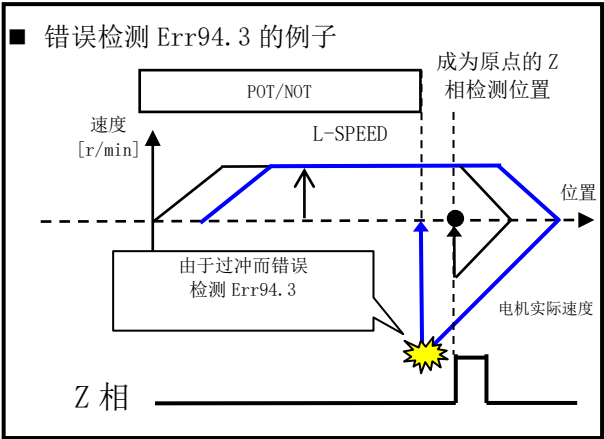 ■ 错误检测 Err94.3 的例子
成为原点的 Z
相检测位置
POT/NOT
速度
[r/min]
L-SPEED
位置
由于过冲而错误
检测 Err94.3
电机实际速度
Z 相